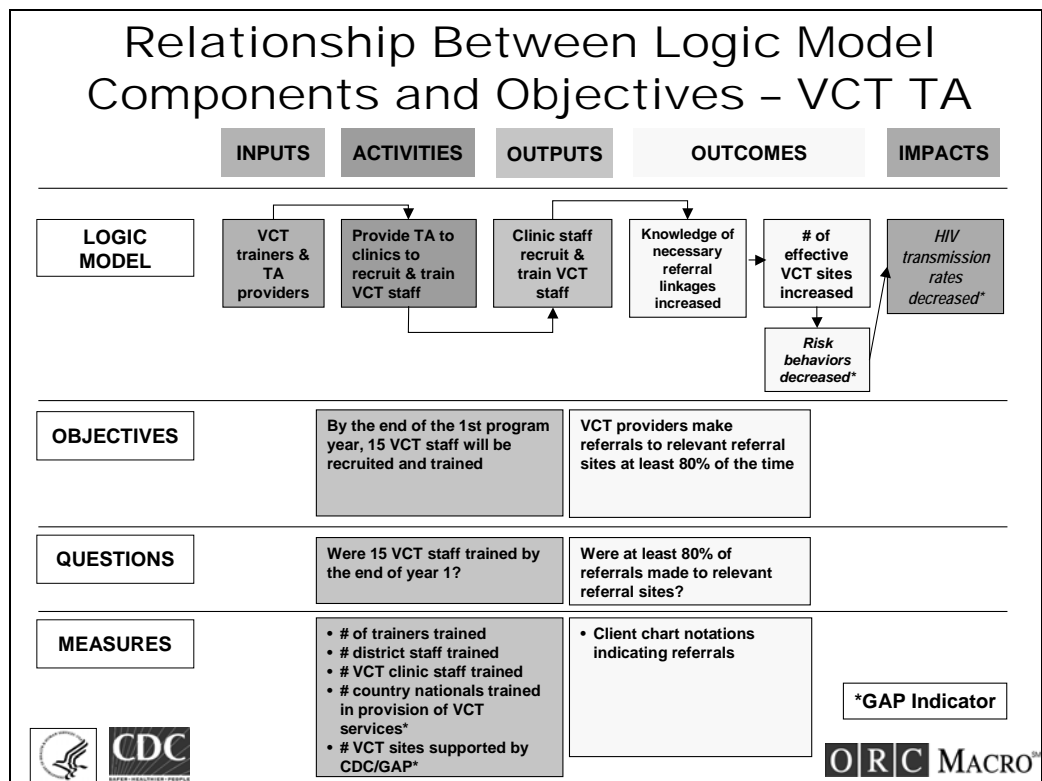 Relationship Between Logic Model
Components and Objectives – VCT TA
INPUTS
ACTIVITIES
OUTPUTS
OUTCOMES
IMPACTS
LOGIC
MODEL
VCT
trainers &
TA
providers
Provide TA to
clinics to
recruit & train
VCT staff
Clinic staff
recruit &
train VCT
staff
Knowledge of
necessary
referral
linkages
increased
# of
effective
VCT sites
increased
Risk
behaviors
decreased*
HIV
transmission
rates
decreased*
OBJECTIVES
By the end of the 1st program
year, 15 VCT staff will be
recruited and trained
VCT providers make
referrals to relevant referral
sites at least 80% of the time
QUESTIONS
Were 15 VCT staff trained by
the end of year 1?
Were at least 80% of
referrals made to relevant
referral sites?
MEASURES
• # of trainers trained
• # district staff trained
• # VCT clinic staff trained
• # country nationals trained
in provision of VCT
services*
• # VCT sites supported by
CDC/GAP*
• Client chart notations
indicating referrals
*GAP Indicator
CDC
SAFER•HEALTHIER•PEOPLE
ORC MACRO